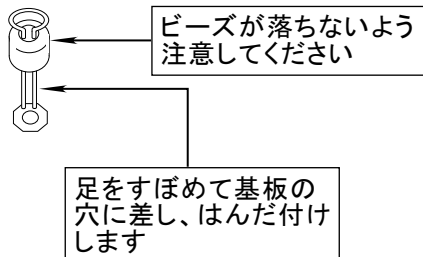 ビーズが落ちないよう
注意してください
足をすぼめて基板の
穴に差し、はんだ付け
します